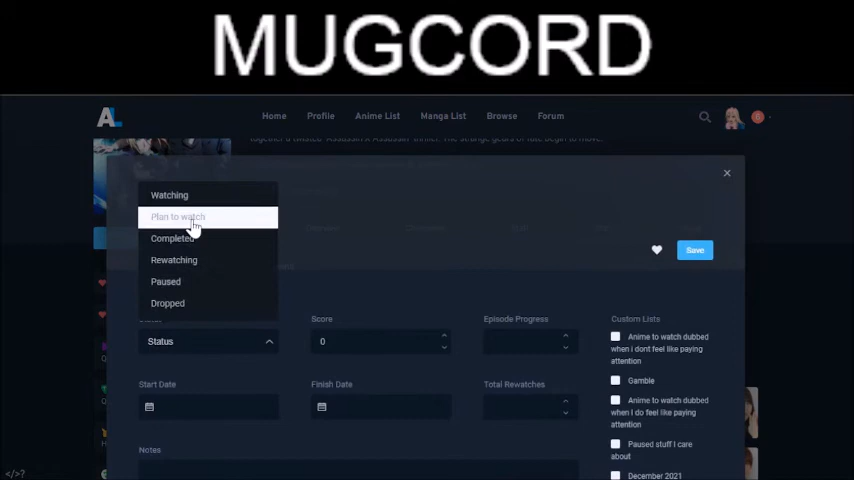 MUGCORD
AL
Home Profile Anime List Manga List Browse Forum
6
Watching
Plan to watch
Completed
Rewatching
Paused
Dropped
Save
Status Score Episode Progress Custom Lists
Status 0
Anime to watch dubbed
when i dont feel like paying
attention
Gamble
Start Date Finish Date Total Rewatches
Anime to watch dubbed
when I do feel like paying
attention
Paused stuff I care
about
Notes
December 2021
</>?